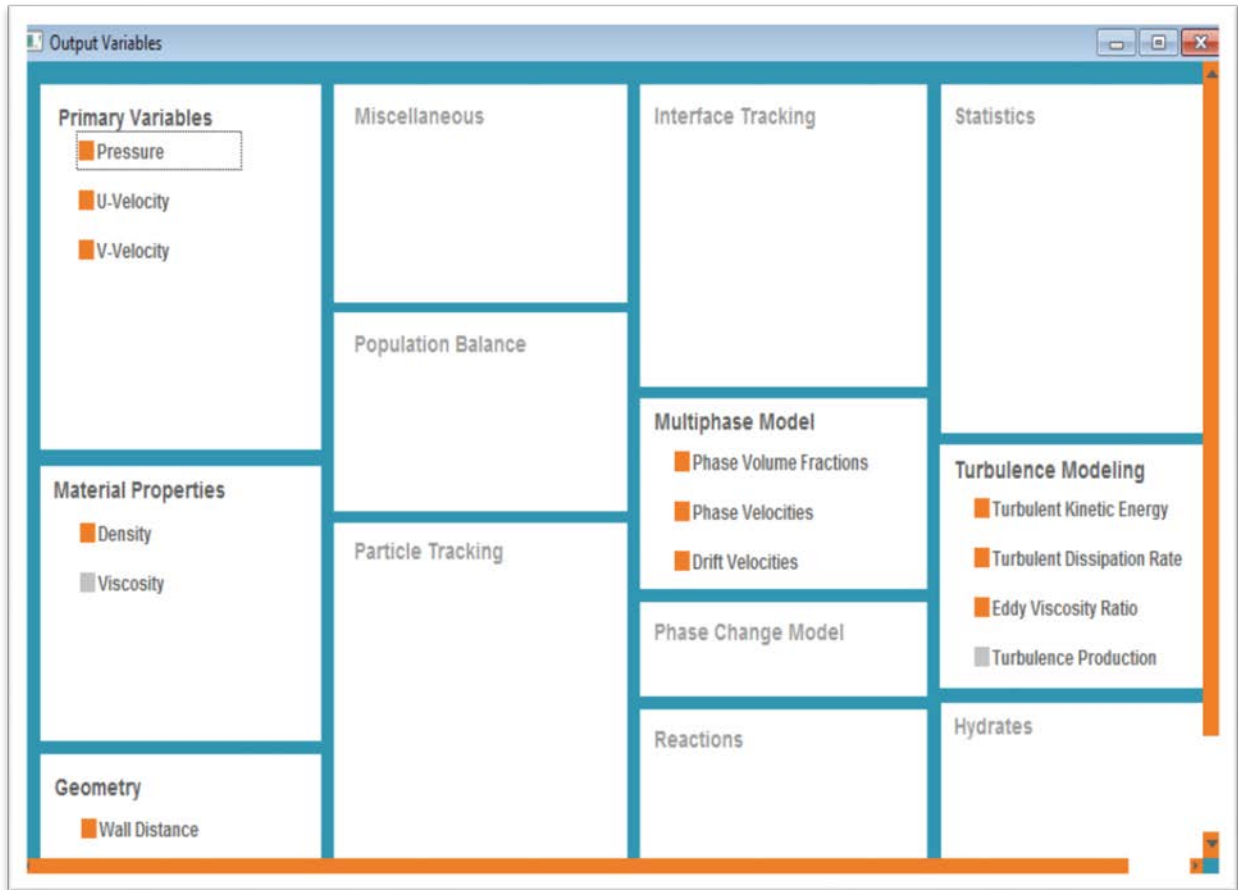 Output Variables
Primary Variables
Pressure
U-Velocity
V-Velocity
Material Properties
Density
Viscosity
Geometry
Wall Distance
Miscellaneous
Population Balance
Particle Tracking
Interface Tracking
Multiphase Model
Phase Volume Fractions
Phase Velocities
Drift Velocities
Phase Change Model
Reactions
Statistics
Turbulence Modeling
Turbulent Kinetic Energy
Turbulent Dissipation Rate
Eddy Viscosity Ratio
Turbulence Production
Hydrates